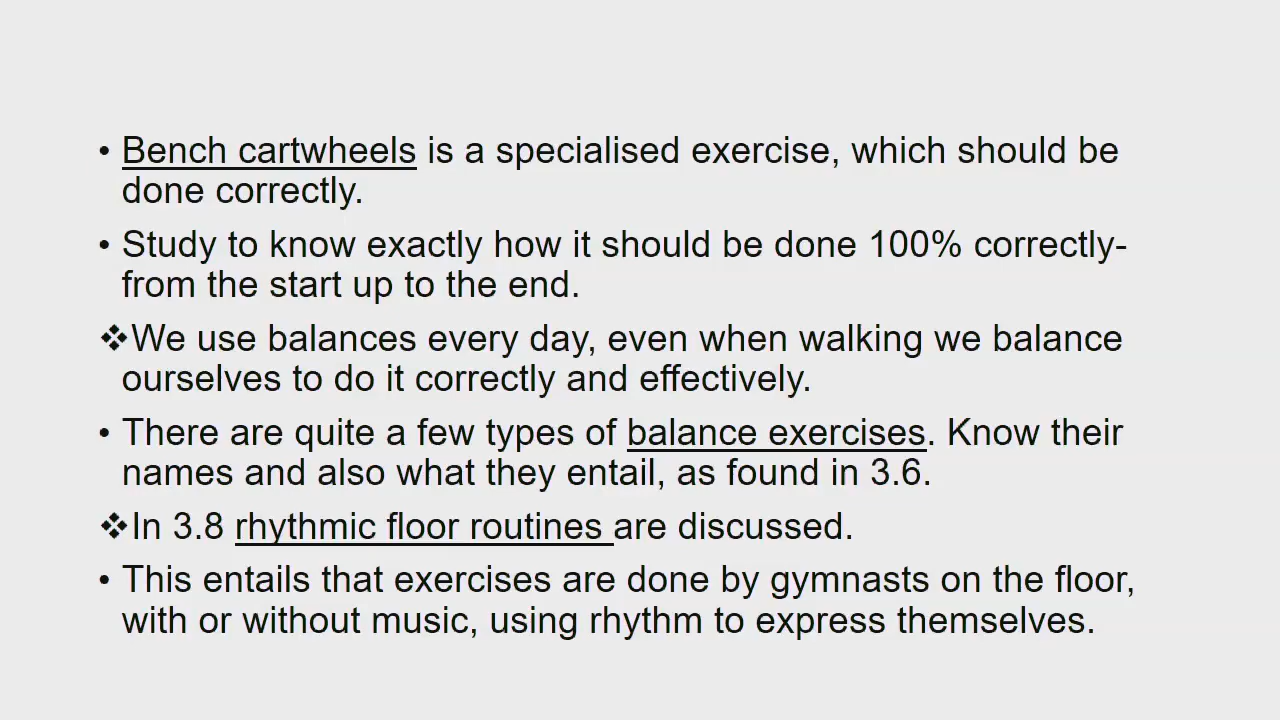 • Bench cartwheels is a specialised exercise, which should be
done correctly.
• Study to know exactly how it should be done 100% correctly-
from the start up to the end.
❖We use balances every day, even when walking we balance
ourselves to do it correctly and effectively.
• There are quite a few types of balance exercises. Know their
names and also what they entail, as found in 3.6.
❖In 3.8 rhythmic floor routines are discussed.
• This entails that exercises are done by gymnasts on the floor,
with or without music, using rhythm to express themselves.